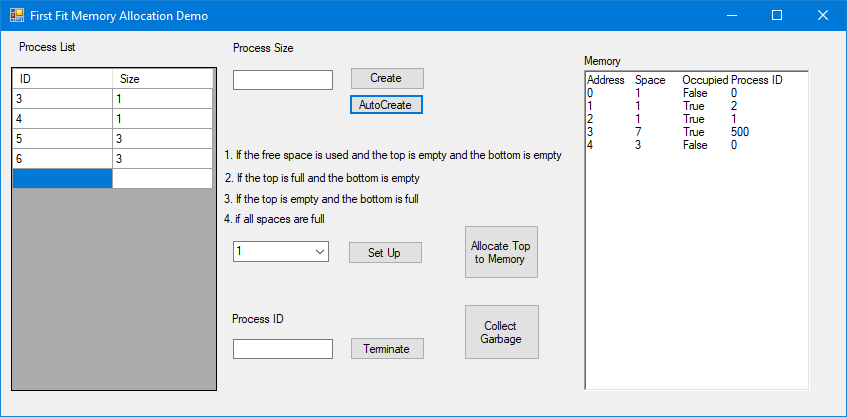 First Fit Memory Allocation Demo
Process List
ID Size
3 1
4 1
5 3
6 3
Process Size
Create
AutoCreate
1. If the free space is used and the top is empty and the bottom is empty
2. If the top is full and the bottom is empty
3. If the top is empty and the bottom is full
4. if all spaces are full
1
Set Up
Allocate Top
to Memory
Process ID
Terminate
Collect
Garbage
Memory
Address Space Occupied Process ID
0 1 False 0
1 1 True 2
2 1 True 1
3 7 True 500
4 3 False 0